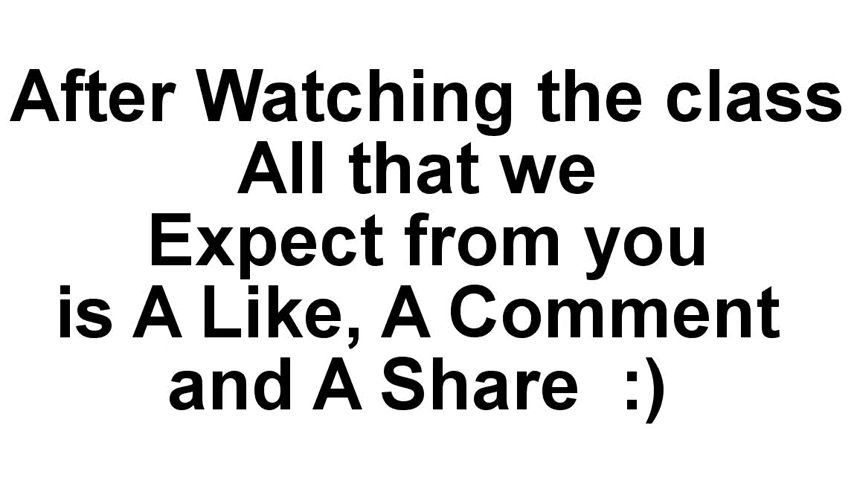 After Watching the class
All that we
Expect from you
is A Like, A Comment
and A Share :)